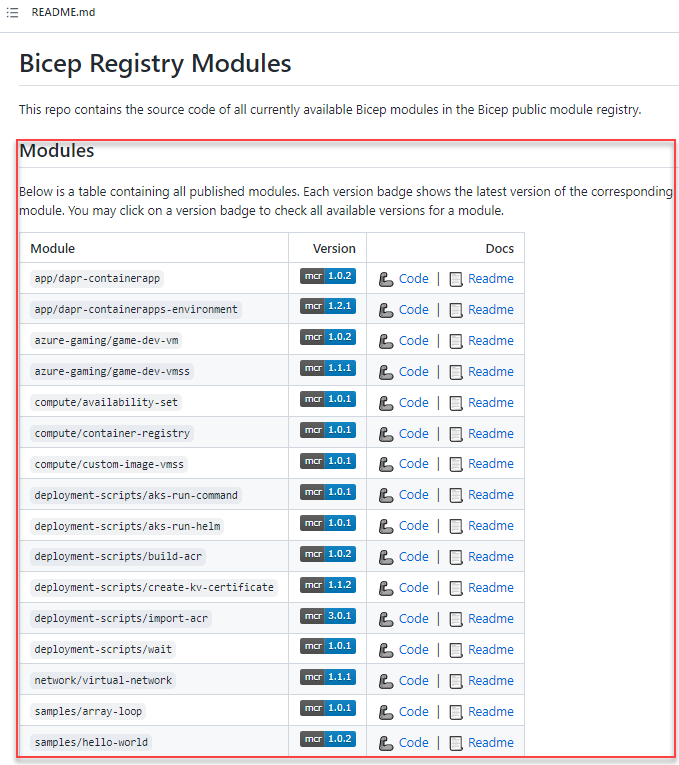 README.md
Bicep Registry Modules
This repo contains the source code of all currently available Bicep modules in the Bicep public module registry.
Modules
Below is a table containing all published modules. Each version badge shows the latest version of the corresponding
module. You may click on a version badge to check all available versions for a module.
Module Version Docs
app/dapr-containerapp mcr 1.0.2 Code | Readme
app/dapr-containerapps-environment mcr 1.2.1 Code | Readme
azure-gaming/game-dev-vm mcr 1.0.2 Code | Readme
azure-gaming/game-dev-vmss mcr 1.1.1 Code | Readme
compute/availability-set mcr 1.0.1 Code | Readme
compute/container-registry mcr 1.0.1 Code | Readme
compute/custom-image-vmss mcr 1.0.1 Code | Readme
deployment-scripts/aks-run-command mcr 1.0.1 Code | Readme
deployment-scripts/aks-run-helm mcr 1.0.1 Code | Readme
deployment-scripts/build-acr mcr 1.0.2 Code | Readme
deployment-scripts/create-kv-certificate mcr 1.1.2 Code | Readme
deployment-scripts/import-acr mcr 3.0.1 Code | Readme
deployment-scripts/wait mcr 1.0.1 Code | Readme
network/virtual-network mcr 1.1.1 Code | Readme
samples/array-loop mcr 1.0.1 Code | Readme
samples/hello-world mcr 1.0.2 Code | Readme